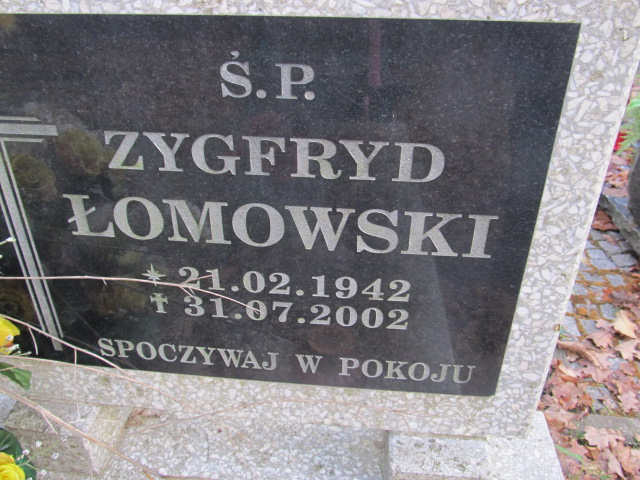 Ś.P.
ZYGFRYD
ŁOMOWSKI
* 21.02.1942
✝ 31.07.2002
SPOCZYWAJ W POKOJU